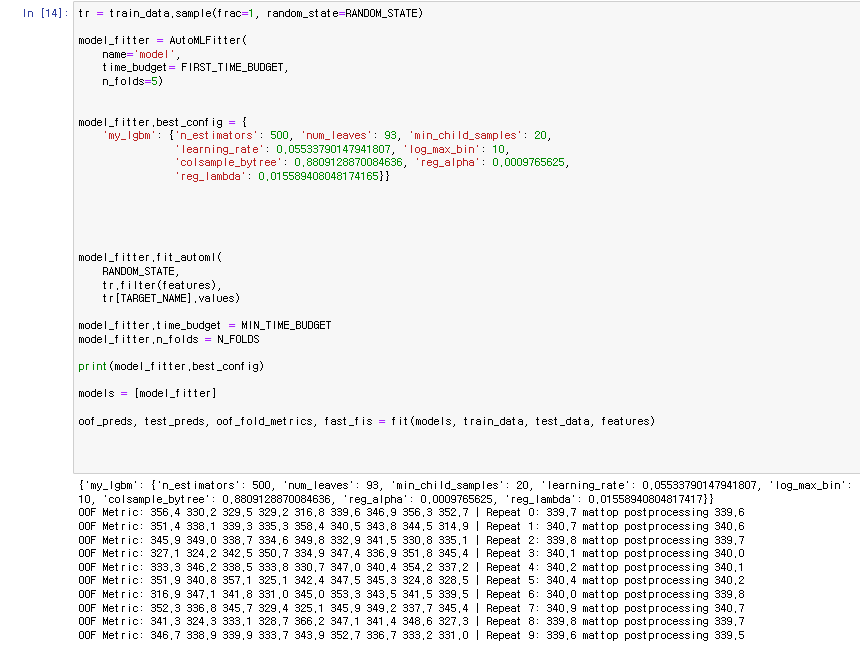 In [14]: tr = train_data.sample(frac=1, random_state=RANDOM_STATE)
model_fitter = AutoMLFitter(
name='model',
time_budget= FIRST_TIME_BUDGET,
n_folds=5)
model_fitter.best_config = {
'my_lgbm': {'n_estimators': 500, 'num_leaves': 93, 'min_child_samples': 20,
'learning_rate': 0.05533790147941807, 'log_max_bin': 10,
'colsample_bytree': 0.8809128870084636, 'reg_alpha': 0.0009765625,
'reg_lambda': 0.015589408048174165}}
model_fitter.fit_automl(
RANDOM_STATE,
tr.filter(features),
tr[TARGET_NAME].values)
model_fitter.time_budget = MIN_TIME_BUDGET
model_fitter.n_folds = N_FOLDS
print(model_fitter.best_config)
models = [model_fitter]
oof_preds, test_preds, oof_fold_metrics, fast_fis = fit(models, train_data, test_data, features)
{'my_lgbm': {'n_estimators': 500, 'num_leaves': 93, 'min_child_samples': 20, 'learning_rate': 0.05533790147941807, 'log_max_bin':
10, 'colsample_bytree': 0.8809128870084636, 'reg_alpha': 0.0009765625, 'reg_lambda': 0.01558940804817417}}
OOF Metric: 356.4 330.2 329.5 329.2 316.8 339.6 346.9 356.3 352.7 | Repeat 0: 339.7 mattop postprocessing 339.6
OOF Metric: 351.4 338.1 339.3 335.3 358.4 340.5 343.8 344.5 314.9 | Repeat 1: 340.7 mattop postprocessing 340.6
OOF Metric: 345.9 349.0 338.7 334.6 349.8 332.9 341.5 330.8 335.1 | Repeat 2: 339.8 mattop postprocessing 339.7
OOF Metric: 327.1 324.2 342.5 350.7 334.9 347.4 336.9 351.8 345.4 | Repeat 3: 340.1 mattop postprocessing 340.0
OOF Metric: 333.3 346.2 338.5 333.8 330.7 347.0 340.4 354.2 337.2 | Repeat 4: 340.2 mattop postprocessing 340.1
OOF Metric: 351.9 340.8 357.1 325.1 342.4 347.5 345.3 324.8 328.5 | Repeat 5: 340.4 mattop postprocessing 340.2
OOF Metric: 316.9 347.1 341.8 331.0 345.0 353.3 343.5 341.5 339.5 | Repeat 6: 340.0 mattop postprocessing 339.8
OOF Metric: 352.3 336.8 345.7 329.4 325.1 345.9 349.2 337.7 345.4 | Repeat 7: 340.9 mattop postprocessing 340.7
OOF Metric: 341.3 324.3 333.1 328.7 366.2 347.1 341.4 348.6 327.3 | Repeat 8: 339.8 mattop postprocessing 339.7
OOF Metric: 346.7 338.9 339.9 333.7 343.9 352.7 336.7 333.2 331.0 | Repeat 9: 339.6 mattop postprocessing 339.5